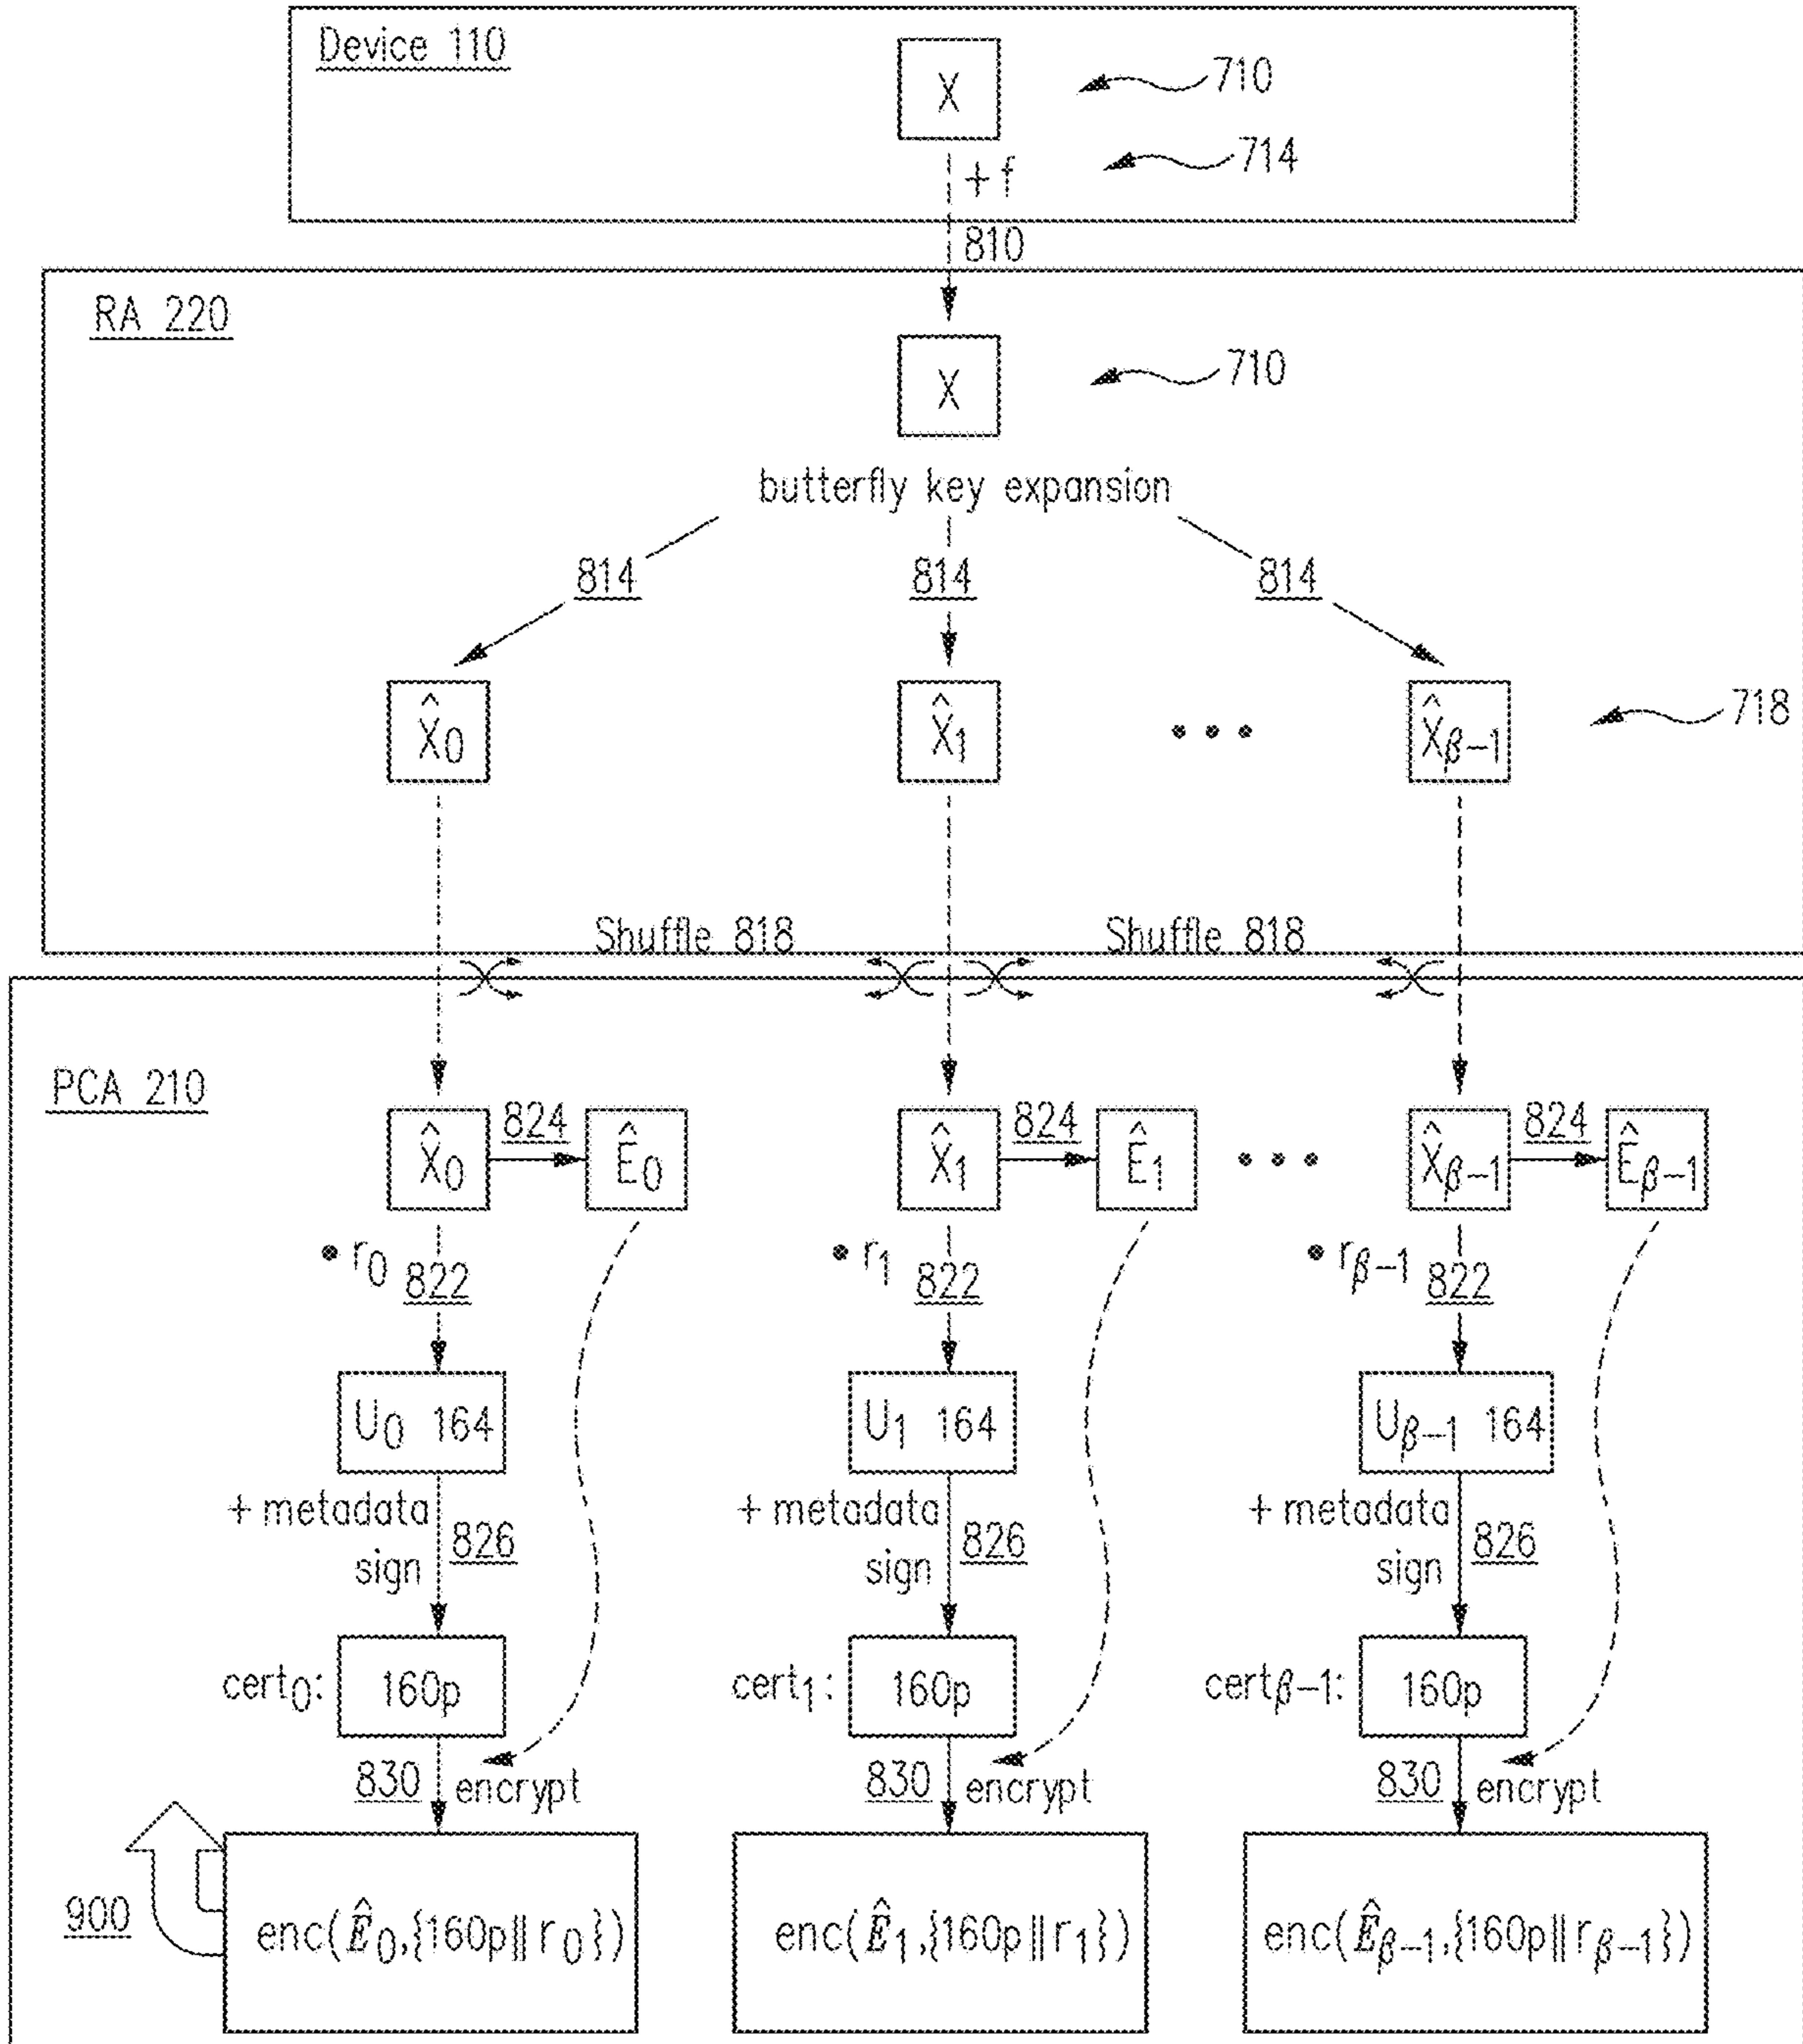 Device 110
X
710
+ f
714
810
RA 220
X
710
butterfly key expansion
814 814 814
X̂₀ X̂₁ • • • X̂β−1
718
Shuffle 818 Shuffle 818
PCA 210
X̂₀ 824 Ê₀ X̂₁ 824 Ê₁ • • • X̂β−1 824 Êβ−1
• r₀ 822 • r₁ 822 • rβ−1 822
U₀ 164 U₁ 164 Uβ−1 164
+ metadata + metadata + metadata
826 826 826
sign sign sign
cert₀: 160p cert₁: 160p certβ−1: 160p
830 encrypt 830 encrypt 830 encrypt
900
enc(Ê₀,{160p||r₀}) enc(Ê₁,{160p||r₁}) enc(Êβ−1,{160p||rβ−1})